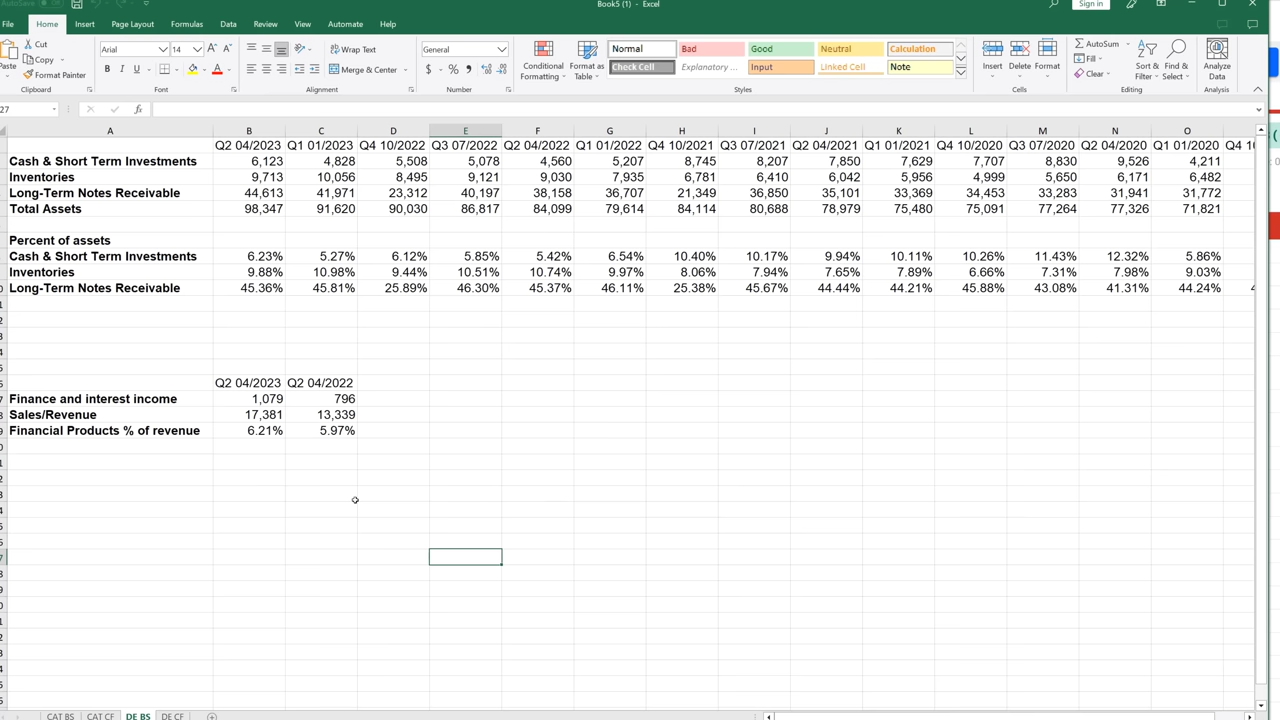 AutoSave Off
Book5 (1) - Excel
Sign in
File Home Insert Page Layout Formulas Data Review View Automate Help
Cut
Copy
Format Painter
Paste
Clipboard
Arial 14
B I U
Font
Wrap Text
Merge & Center
Alignment
General
$ % 9
Number
Conditional Formatting
Format as Table
Normal Bad Good Neutral Calculation
Check Cell Explanatory ... Input Linked Cell Note
Styles
Insert Delete Format
Cells
AutoSum
Fill
Clear
Sort & Filter
Find & Select
Editing
Analyze Data
Analysis
27 fx
A B C D E F G H I J K L M N O
Q2 04/2023 Q1 01/2023 Q4 10/2022 Q3 07/2022 Q2 04/2022 Q1 01/2022 Q4 10/2021 Q3 07/2021 Q2 04/2021 Q1 01/2021 Q4 10/2020 Q3 07/2020 Q2 04/2020 Q1 01/2020 Q4 1
Cash & Short Term Investments 6,123 4,828 5,508 5,078 4,560 5,207 8,745 8,207 7,850 7,629 7,707 8,830 9,526 4,211
Inventories 9,713 10,056 8,495 9,121 9,030 7,935 6,781 6,410 6,042 5,956 4,999 5,650 6,171 6,482
Long-Term Notes Receivable 44,613 41,971 23,312 40,197 38,158 36,707 21,349 36,850 35,101 33,369 34,453 33,283 31,941 31,772
Total Assets 98,347 91,620 90,030 86,817 84,099 79,614 84,114 80,688 78,979 75,480 75,091 77,264 77,326 71,821
Percent of assets
Cash & Short Term Investments 6.23% 5.27% 6.12% 5.85% 5.42% 6.54% 10.40% 10.17% 9.94% 10.11% 10.26% 11.43% 12.32% 5.86%
Inventories 9.88% 10.98% 9.44% 10.51% 10.74% 9.97% 8.06% 7.94% 7.65% 7.89% 6.66% 7.31% 7.98% 9.03%
Long-Term Notes Receivable 45.36% 45.81% 25.89% 46.30% 45.37% 46.11% 25.38% 45.67% 44.44% 44.21% 45.88% 43.08% 41.31% 44.24% 4
Q2 04/2023 Q2 04/2022
Finance and interest income 1,079 796
Sales/Revenue 17,381 13,339
Financial Products % of revenue 6.21% 5.97%
CAT BS CAT CF DE BS DE CF